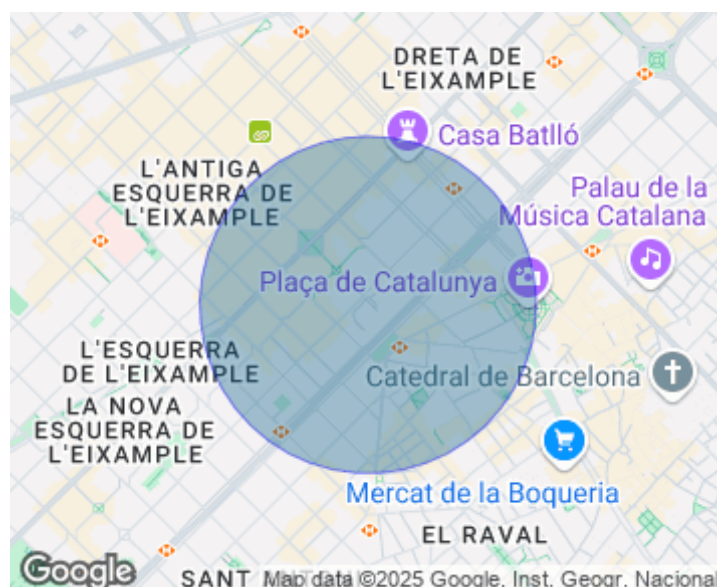 DRETA DE
L'EIXAMPLE
Casa Batlló
L'ANTIGA
ESQUERRA DE
L'EIXAMPLE
Palau de la
Música Catalana
Plaça de Catalunya
L'ESQUERRA
DE L'EIXAMPLE
Catedral de Barcelona
LA NOVA
ESQUERRA DE
L'EIXAMPLE
Mercat de la Boqueria
EL RAVAL
Google
SANT
Map data ©2025 Google, Inst. Geogr. Nacional